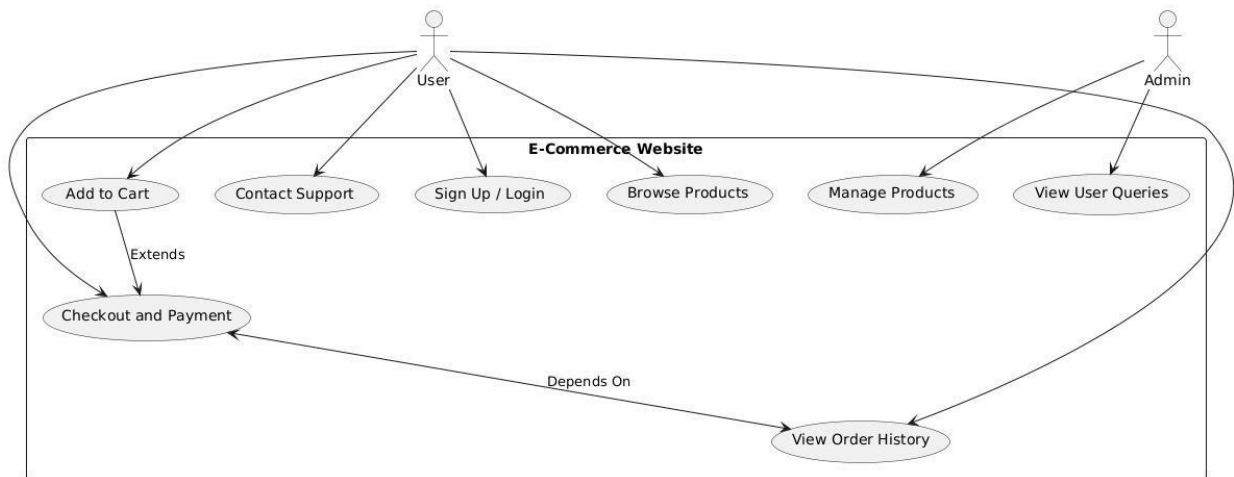 User
Admin
E-Commerce Website
Add to Cart
Contact Support
Sign Up / Login
Browse Products
Manage Products
View User Queries
Extends
Checkout and Payment
Depends On
View Order History